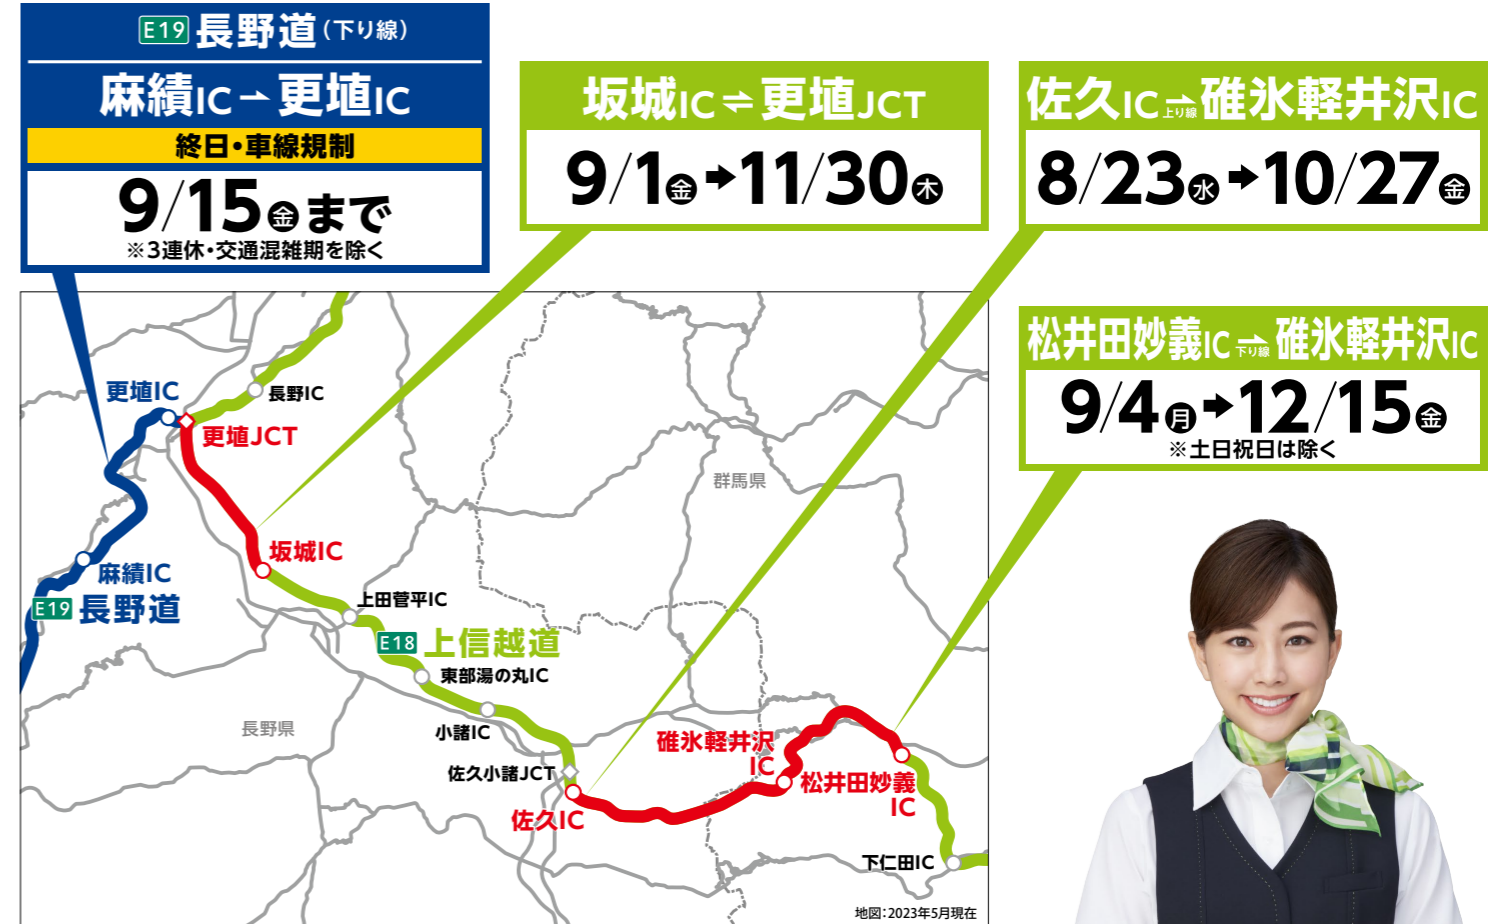 E19 長野道（下り線）
麻績IC⇀更埴IC
終日・車線規制
9/15金まで
※3連休・交通混雑期を除く
坂城IC⇌更埴JCT
9/1金➡11/30木
佐久IC⇀碓氷軽井沢IC
上り線
8/23水➡10/27金
松井田妙義IC⇀碓氷軽井沢IC
下り線
9/4月➡12/15金
※土日祝日は除く
更埴IC
長野IC
更埴JCT
群馬県
坂城IC
麻績IC
E19 長野道
上田菅平IC
E18 上信越道
東部湯の丸IC
長野県
小諸IC
碓氷軽井沢
IC
佐久小諸JCT
松井田妙義
IC
佐久IC
下仁田IC
地図：2023年5月現在